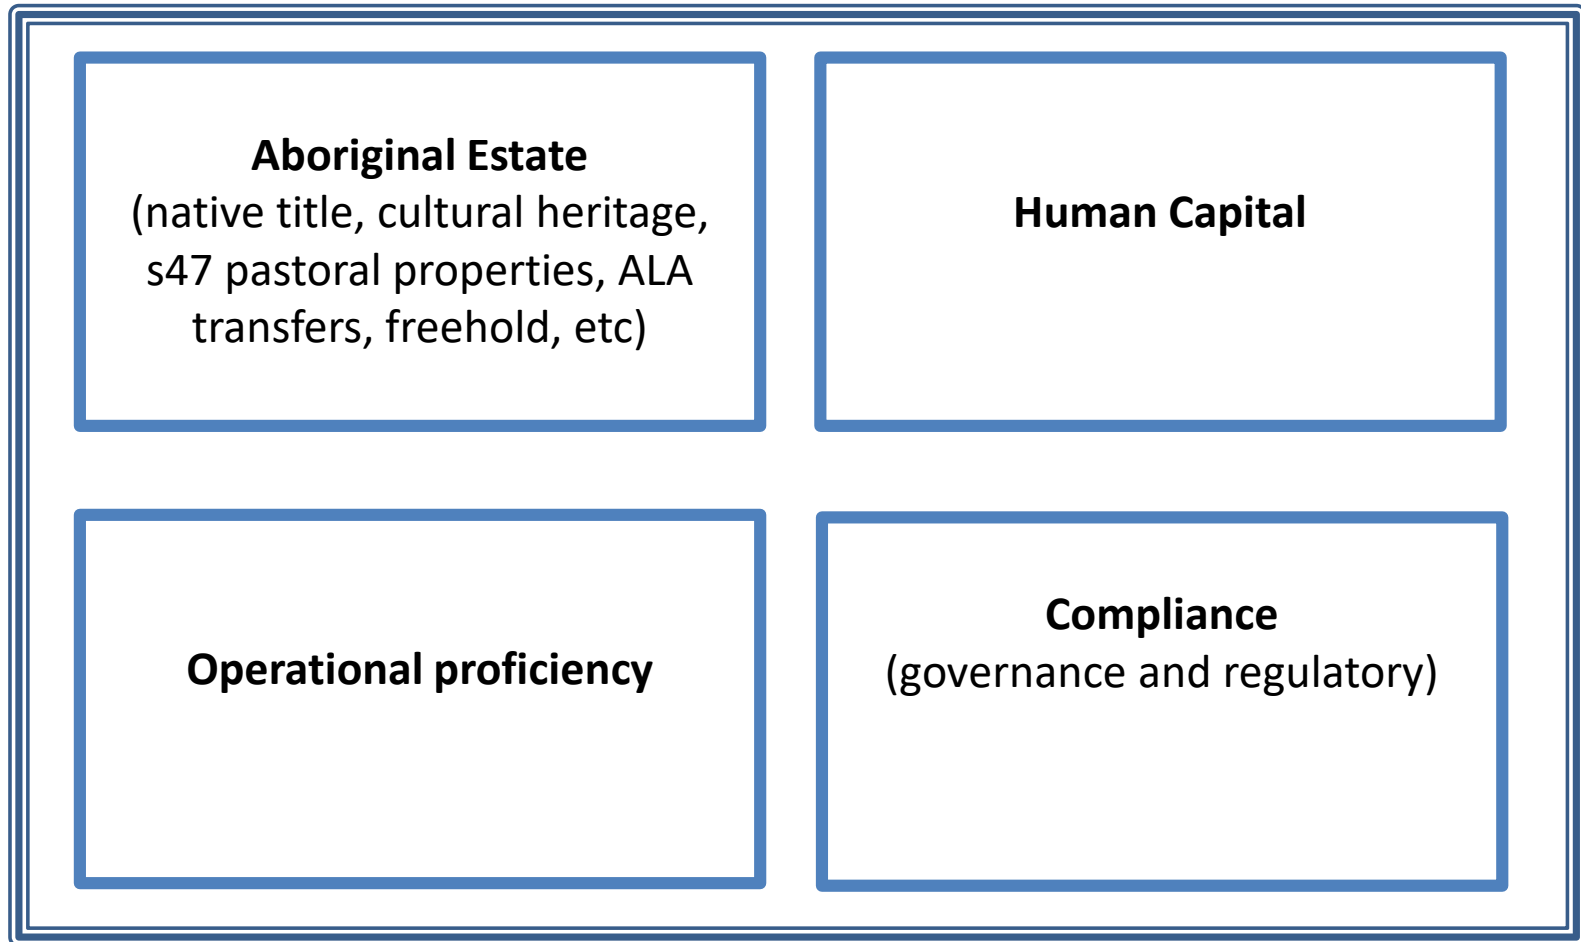 Aboriginal Estate
(native title, cultural heritage,
s47 pastoral properties, ALA
transfers, freehold, etc)
Human Capital
Operational proficiency
Compliance
(governance and regulatory)